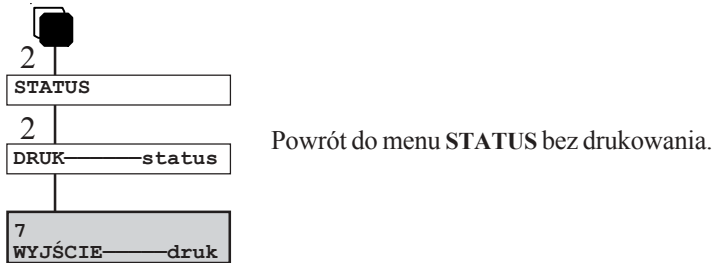 2
STATUS
2
DRUK———status
Powrót do menu STATUS bez drukowania.
7
WYJŚCIE———druk